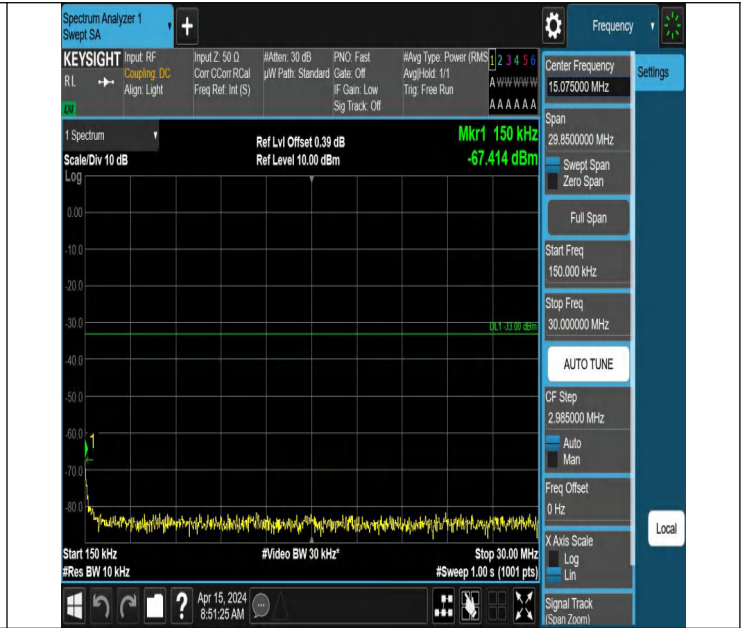 Spectrum Analyzer 1
Swept SA
+
Frequency
KEYSIGHT
RL
LXI
Input: RF
Coupling: DC
Align: Light
Input Z: 50 Ω
Corr CCorr RCal
Freq Ref: Int (S)
#Atten: 30 dB
µW Path: Standard
PNO: Fast
Gate: Off
IF Gain: Low
Sig Track: Off
#Avg Type: Power (RMS
Avg|Hold: 1/1
Trig: Free Run
1 2 3 4 5 6
A W W W W W
A A A A A A
1 Spectrum
Scale/Div 10 dB
Log
Ref Lvl Offset 0.39 dB
Ref Level 10.00 dBm
Mkr1 150 kHz
-67.414 dBm
0.00
-10.0
-20.0
-30.0
DL1 -33.00 dBm
-40.0
-50.0
-60.0
1
-70.0
-80.0
Start 150 kHz
#Video BW 30 kHz*
Stop 30.00 MHz
#Res BW 10 kHz
#Sweep 1.00 s (1001 pts)
?
Apr 15, 2024
8:51:25 AM
Center Frequency
15.075000 MHz
Settings
Span
29.8500000 MHz
Swept Span
Zero Span
Full Span
Start Freq
150.000 kHz
Stop Freq
30.000000 MHz
AUTO TUNE
CF Step
2.985000 MHz
Auto
Man
Freq Offset
0 Hz
Local
X Axis Scale
Log
Lin
Signal Track
(Span Zoom)